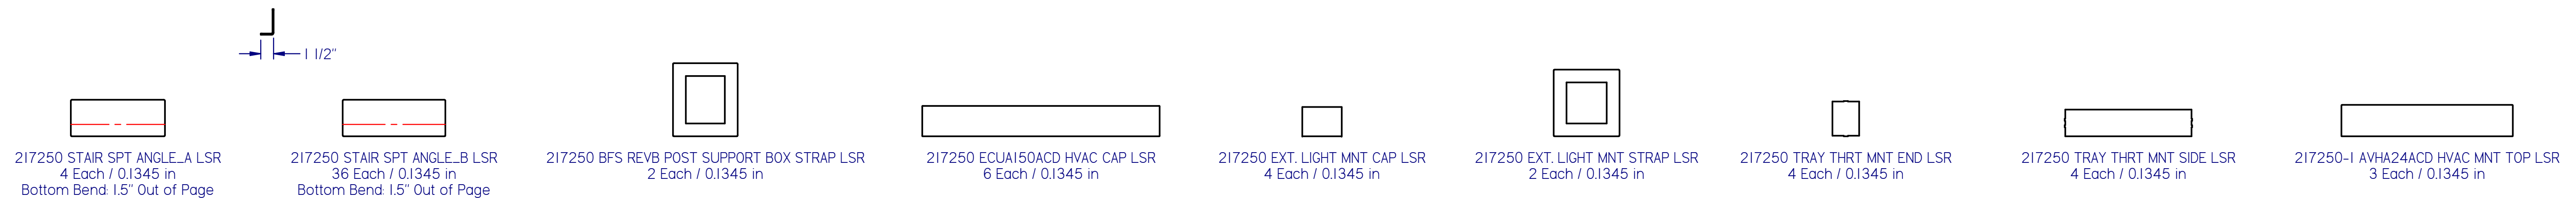 1 1/2"
217250 STAIR SPT ANGLE_A LSR
4 Each / 0.1345 in
Bottom Bend: 1.5" Out of Page
217250 STAIR SPT ANGLE_B LSR
36 Each / 0.1345 in
Bottom Bend: 1.5" Out of Page
217250 BFS REVB POST SUPPORT BOX STRAP LSR
2 Each / 0.1345 in
217250 ECUA150ACD HVAC CAP LSR
6 Each / 0.1345 in
217250 EXT. LIGHT MNT CAP LSR
4 Each / 0.1345 in
217250 EXT. LIGHT MNT STRAP LSR
2 Each / 0.1345 in
217250 TRAY THRT MNT END LSR
4 Each / 0.1345 in
217250 TRAY THRT MNT SIDE LSR
4 Each / 0.1345 in
217250-1 AVHA24ACD HVAC MNT TOP LSR
3 Each / 0.1345 in